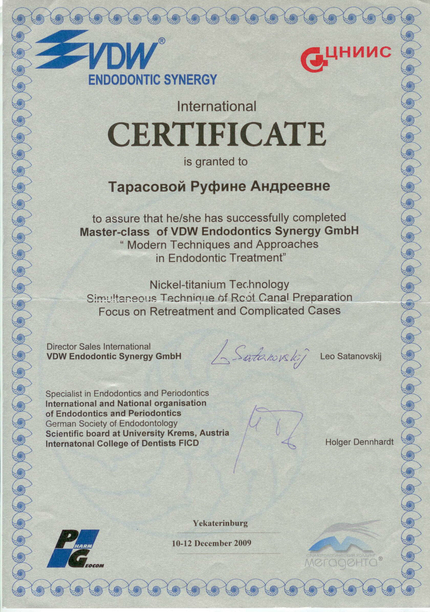 VDW®
ENDODONTIC SYNERGY
ЦНИИС
International
CERTIFICATE
is granted to
Тарасовой Руфине Андреевне
to assure that he/she has successfully completed
Master-class of VDW Endodontics Synergy GmbH
“ Modern Techniques and Approaches
in Endodontic Treatment”
Nickel-titanium Technology
Simultaneous Technique of Root Canal Preparation
Focus on Retreatment and Complicated Cases
Director Sales International
VDW Endodontic Synergy GmbH
L. Satanovskij
Leo Satanovskij
Specialist in Endodontics and Periodontics
International and National organisation
of Endodontics and Periodontics
German Society of Endodontology
Scientific board at University Krems, Austria
Internatonal College of Dentists FICD
Holger Dennhardt
Yekaterinburg
10-12 December 2009
PHARM
GEOCOM
мегадента